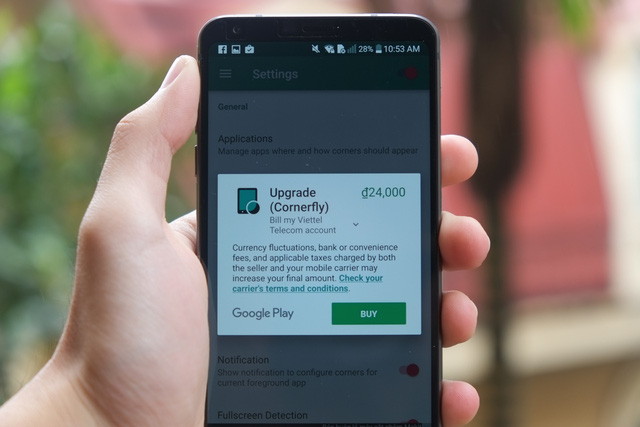 28% 10:53 AM
Settings
General
Applications
Manage apps where and how corners should appear
Upgrade
(Cornerfly)
₫24,000
Bill my Viettel
Telecom account
Currency fluctuations, bank or convenience
fees, and applicable taxes charged by both
the seller and your mobile carrier may
increase your final amount. Check your
carrier's terms and conditions.
Google Play
BUY
Notification
Show notification to configure corners for
current foreground app
Fullscreen Detection